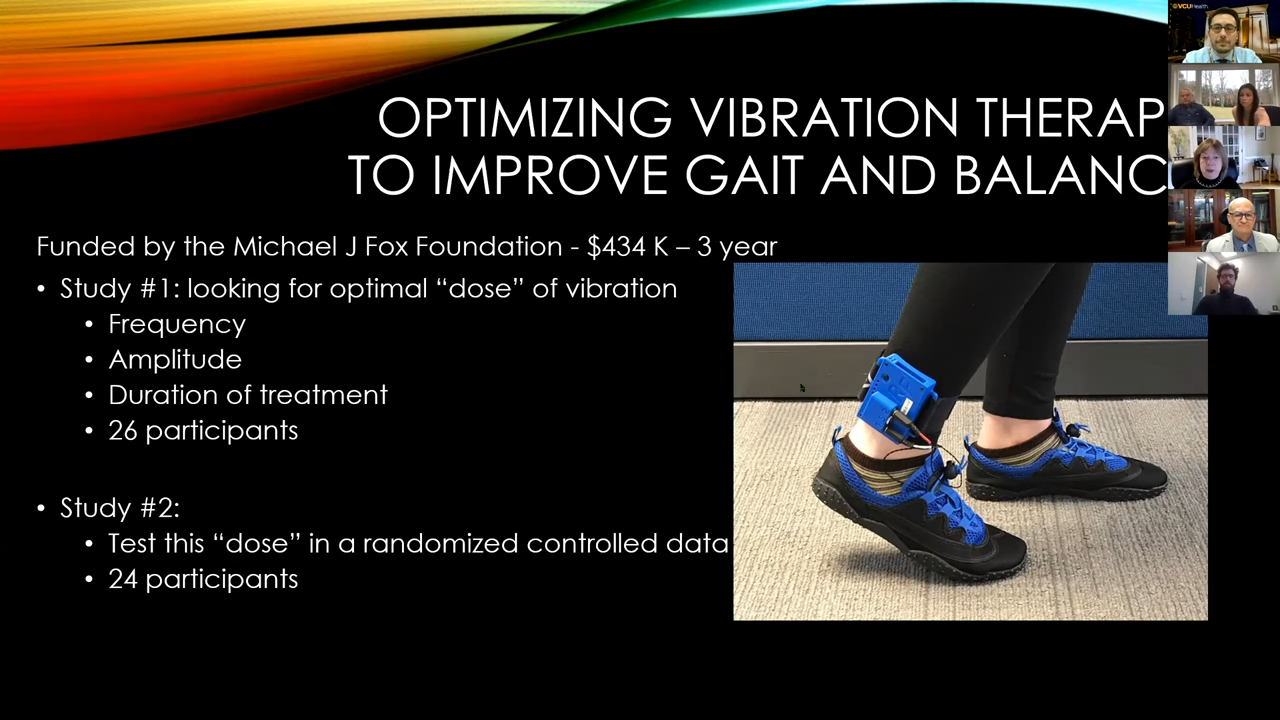 VCUHealth
OPTIMIZING VIBRATION THERAP
TO IMPROVE GAIT AND BALANC
Funded by the Michael J Fox Foundation - $434 K – 3 year
• Study #1: looking for optimal “dose” of vibration
• Frequency
• Amplitude
• Duration of treatment
• 26 participants
• Study #2:
• Test this “dose” in a randomized controlled data
• 24 participants